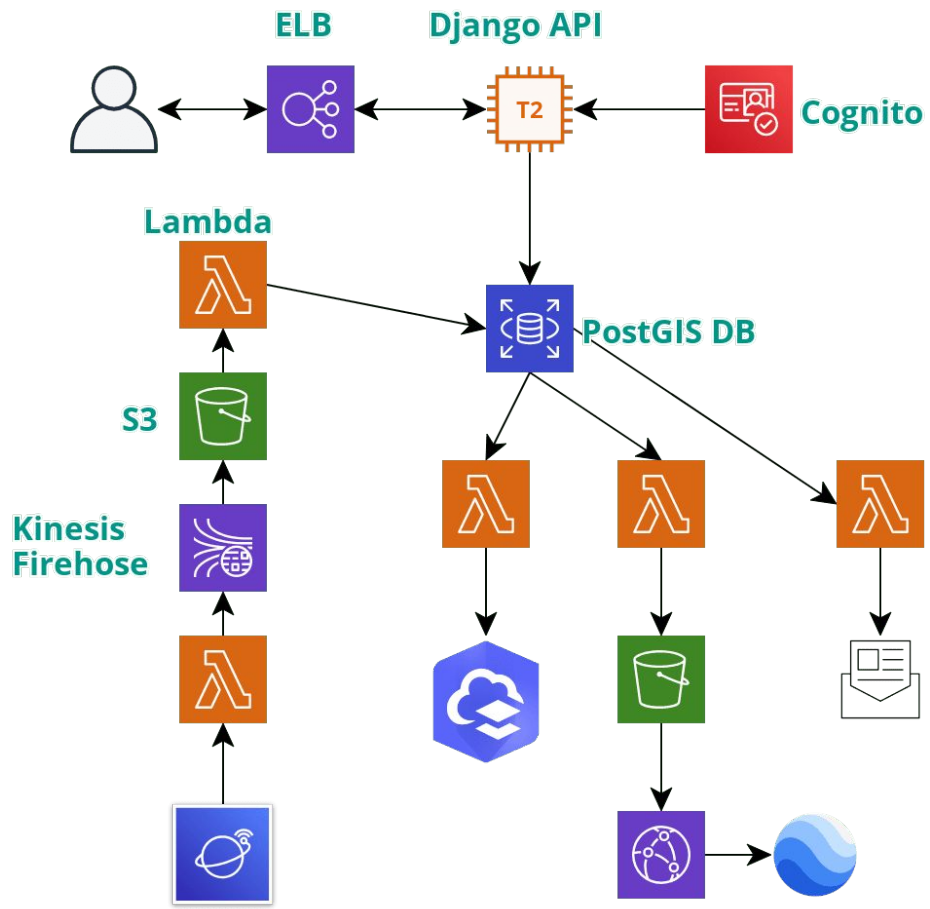 ELB
Django API
T2
Cognito
Lambda
PostGIS DB
S3
Kinesis
Firehose